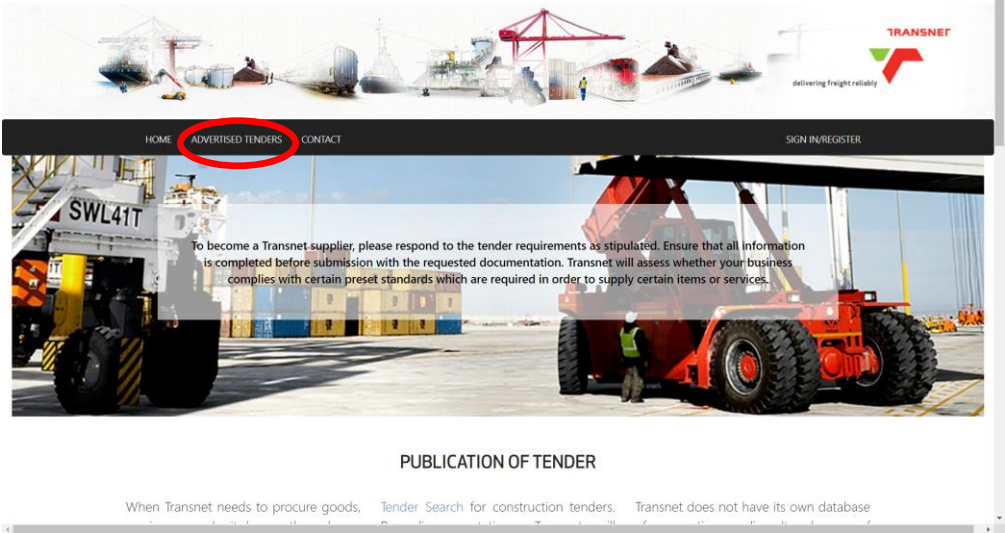 TRANSNET
delivering freight reliably
HOME ADVERTISED TENDERS CONTACT SIGN IN/REGISTER
SWL41T
To become a Transnet supplier, please respond to the tender requirements as stipulated. Ensure that all information
is completed before submission with the requested documentation. Transnet will assess whether your business
complies with certain preset standards which are required in order to supply certain items or services.
PUBLICATION OF TENDER
When Transnet needs to procure goods,
Tender Search for construction tenders.
Transnet does not have its own database